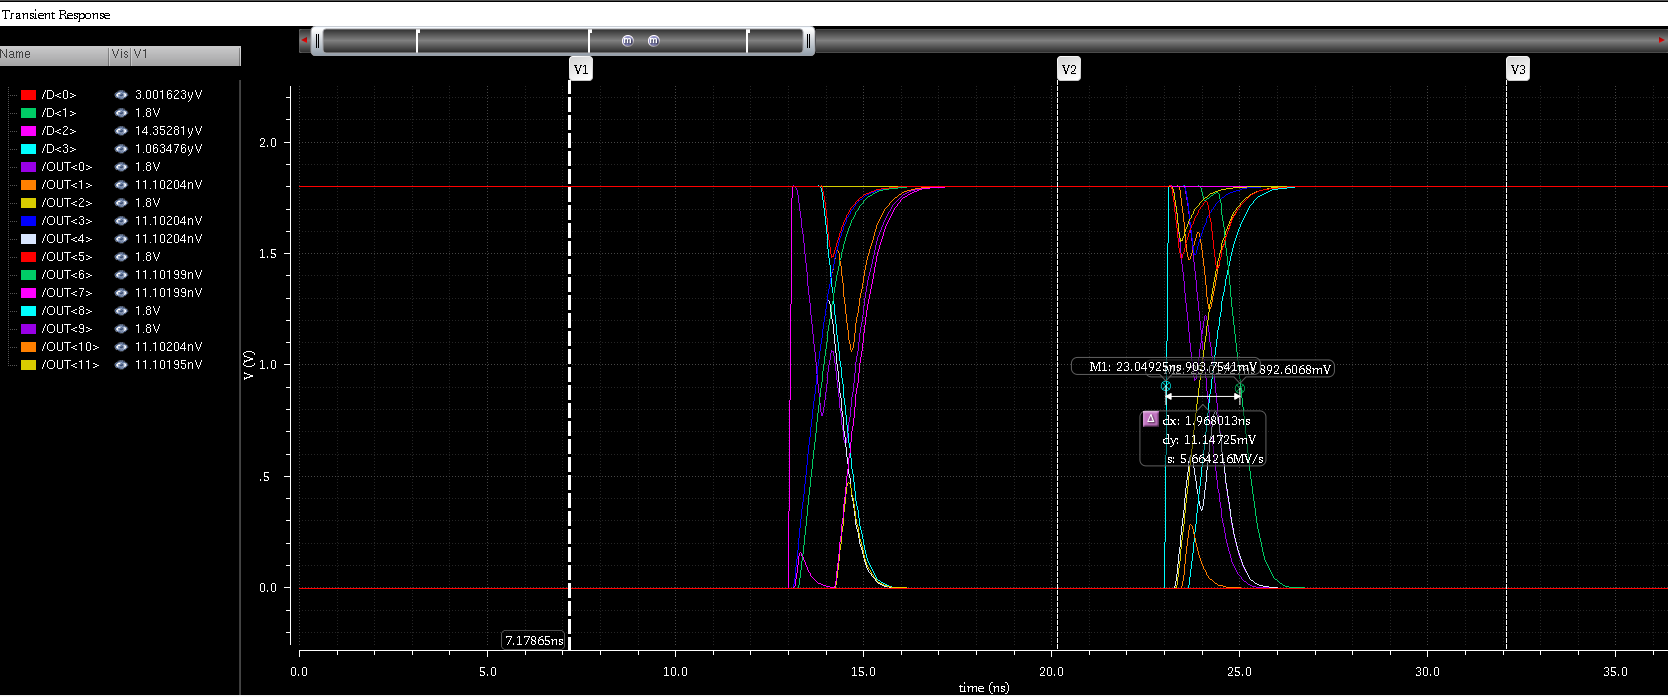 Transient Response
Name Vis V1
/D<0> 3.001623yV
/D<1> 1.8V
/D<2> 14.35281yV
/D<3> 1.063476yV
/OUT<0> 1.8V
/OUT<1> 11.10204nV
/OUT<2> 1.8V
/OUT<3> 11.10204nV
/OUT<4> 11.10204nV
/OUT<5> 1.8V
/OUT<6> 11.10199nV
/OUT<7> 11.10199nV
/OUT<8> 1.8V
/OUT<9> 1.8V
/OUT<10> 11.10204nV
/OUT<11> 11.10195nV
m m
V1 V2 V3
V (V)
2.0
1.5
1.0
.5
0.0
M1: 23.04925ns 903.7541mV
892.6068mV
Δ dx: 1.968013ns
dy: 11.14725mV
s: 5.664216MV/s
7.17865ns
0.0 5.0 10.0 15.0 20.0 25.0 30.0 35.0
time (ns)